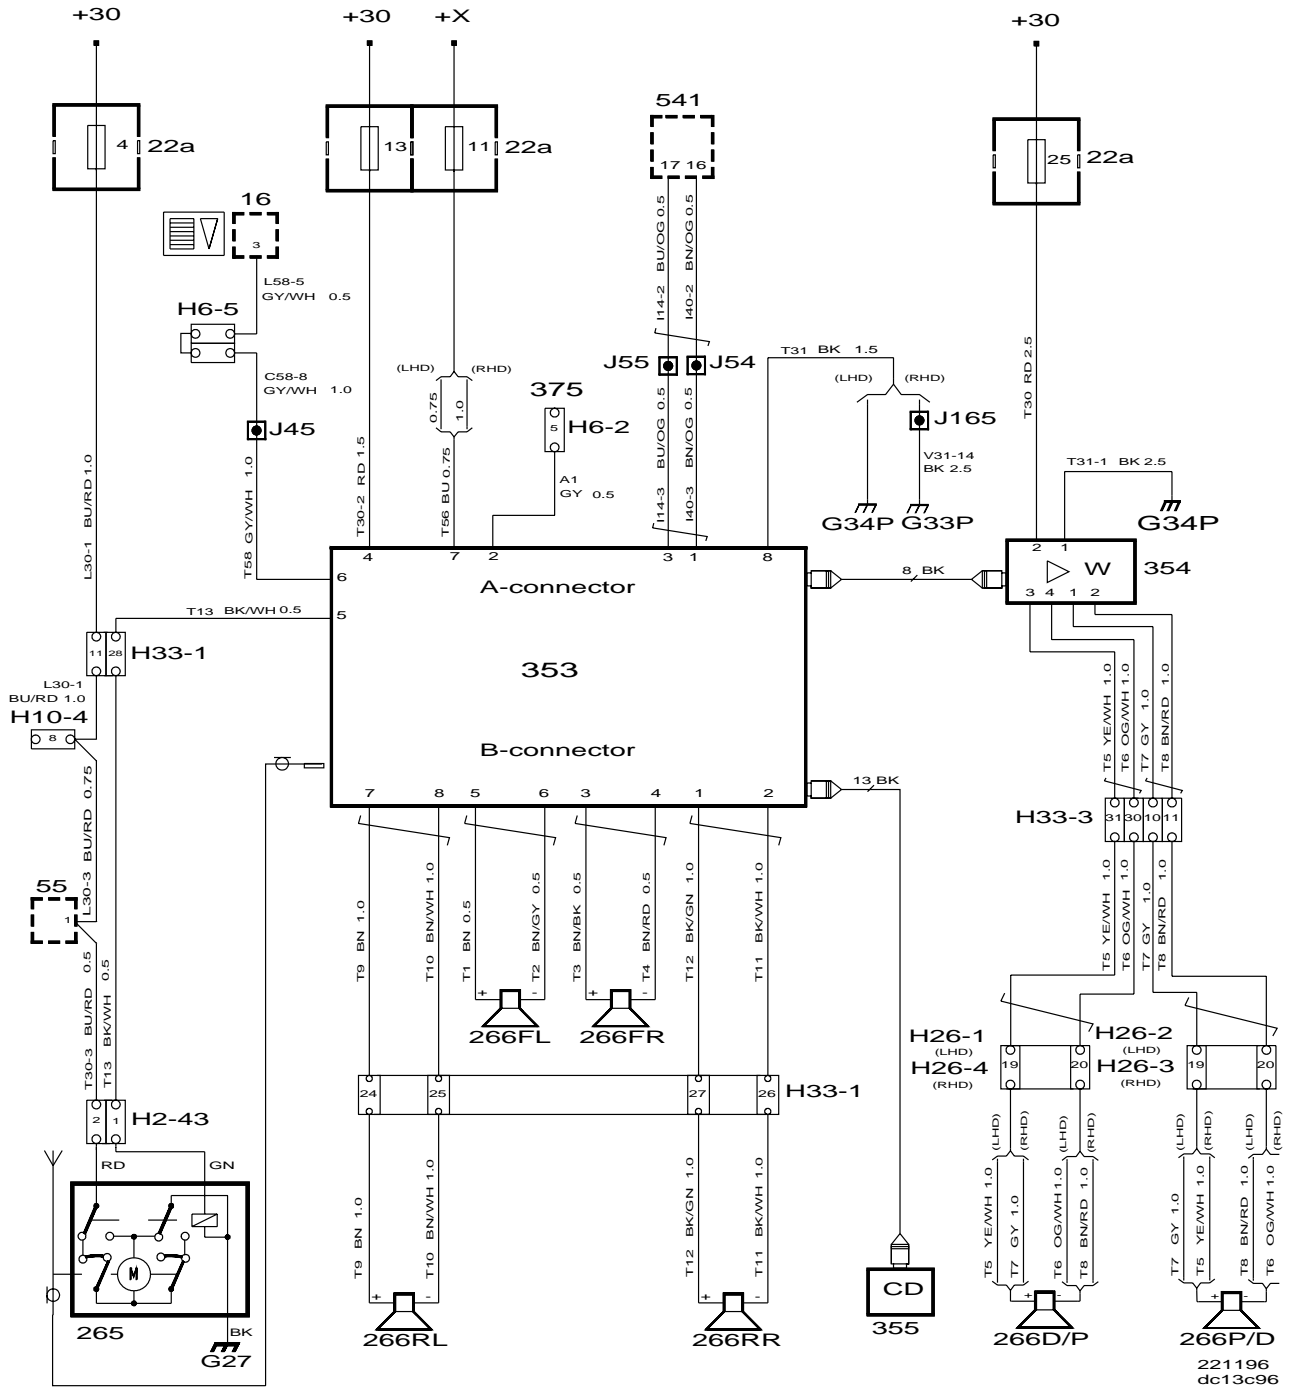 +30
+30
+X
+30
4
22a
13
11
22a
541
17 16
25
22a
16
3
L58-5
GY/WH 0.5
H6-5
C58-8
GY/WH 1.0
J45
T58 GY/WH 1.0
L30-1 BU/RD 1.0
T30-2 RD 1.5
(LHD)
(RHD)
0.75
1.0
T56 BU 0.75
375
5
H6-2
A1
GY 0.5
I14-2 BU/OG 0.5
I40-2 BN/OG 0.5
J55
J54
I14-3 BU/OG 0.5
I40-3 BN/OG 0.5
T31 BK 1.5
(LHD)
(RHD)
J165
V31-14
BK 2.5
G34P
G33P
T30 RD 2.5
T31-1 BK 2.5
G34P
4
7
2
3
1
8
6
5
A-connector
353
B-connector
8 BK
2
1
W
354
3
4
1
2
T13 BK/WH 0.5
11
28
H33-1
L30-1
BU/RD 1.0
H10-4
8
L30-3 BU/RD 0.75
55
1
T30-3 BU/RD 0.5
T13 BK/WH 0.5
7
8
5
6
3
4
1
2
13 BK
T5 YE/WH 1.0
T6 OG/WH 1.0
T7 GY 1.0
T8 BN/RD 1.0
H33-3
31
30
10
11
T5 YE/WH 1.0
T6 OG/WH 1.0
T7 GY 1.0
T8 BN/RD 1.0
T9 BN 1.0
T10 BN/WH 1.0
T1 BN 0.5
T2 BN/GY 0.5
T3 BN/BK 0.5
T4 BN/RD 0.5
T12 BK/GN 1.0
T11 BK/WH 1.0
+
-
+
-
266FL
266FR
H26-1
(LHD)
H26-4
(RHD)
19
20
H26-2
(LHD)
H26-3
(RHD)
19
20
24
25
27
26
H33-1
2
1
H2-43
RD
GN
M
265
BK
G27
T9 BN 1.0
T10 BN/WH 1.0
T12 BK/GN 1.0
T11 BK/WH 1.0
+
-
+
-
266RL
266RR
CD
355
(LHD)
(RHD)
(LHD)
(RHD)
(LHD)
(RHD)
(LHD)
(RHD)
T5 YE/WH 1.0
T7 GY 1.0
T6 OG/WH 1.0
T8 BN/RD 1.0
T7 GY 1.0
T5 YE/WH 1.0
T8 BN/RD 1.0
T6 OG/WH 1.0
+
-
+
-
266D/P
266P/D
221196
dc13c96